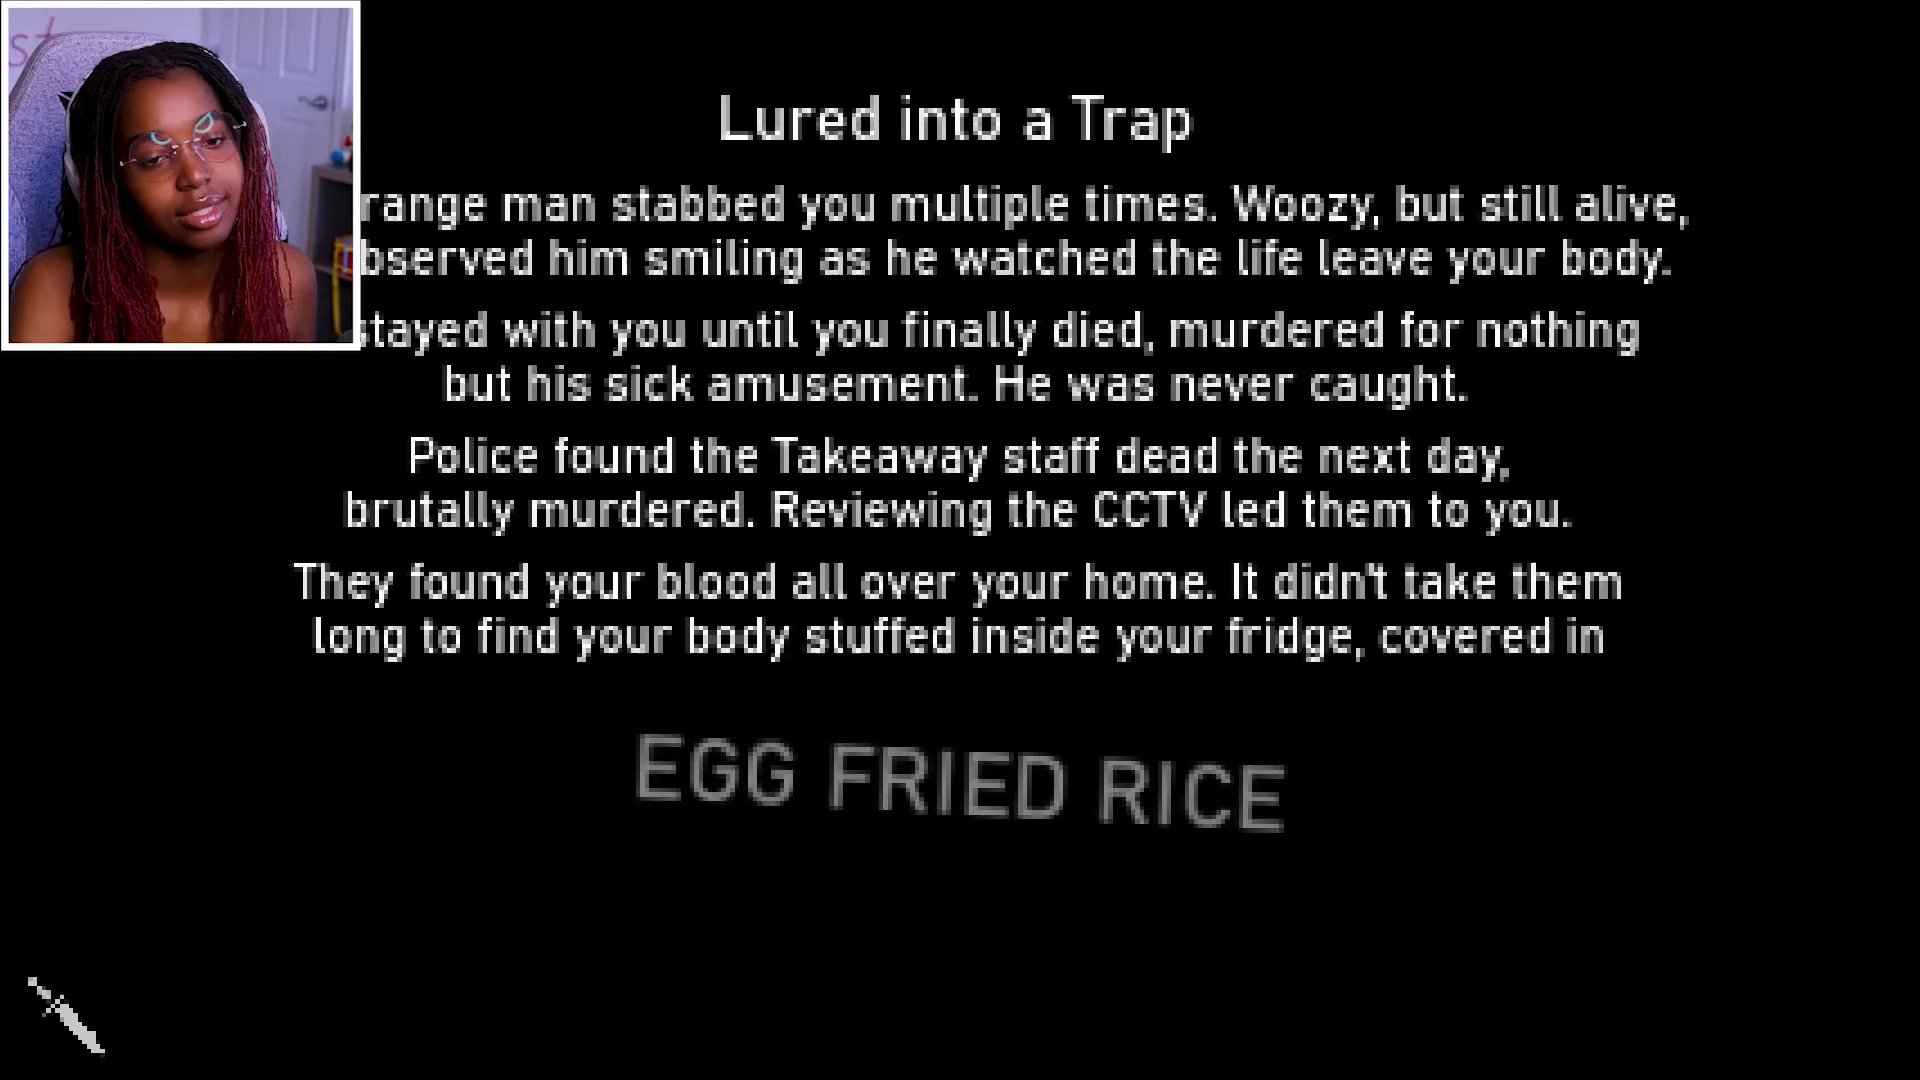 Lured into a Trap
range man stabbed you multiple times. Woozy, but still alive,
bserved him smiling as he watched the life leave your body.
stayed with you until you finally died, murdered for nothing
but his sick amusement. He was never caught.
Police found the Takeaway staff dead the next day,
brutally murdered. Reviewing the CCTV led them to you.
They found your blood all over your home. It didn't take them
long to find your body stuffed inside your fridge, covered in
EGG FRIED RICE